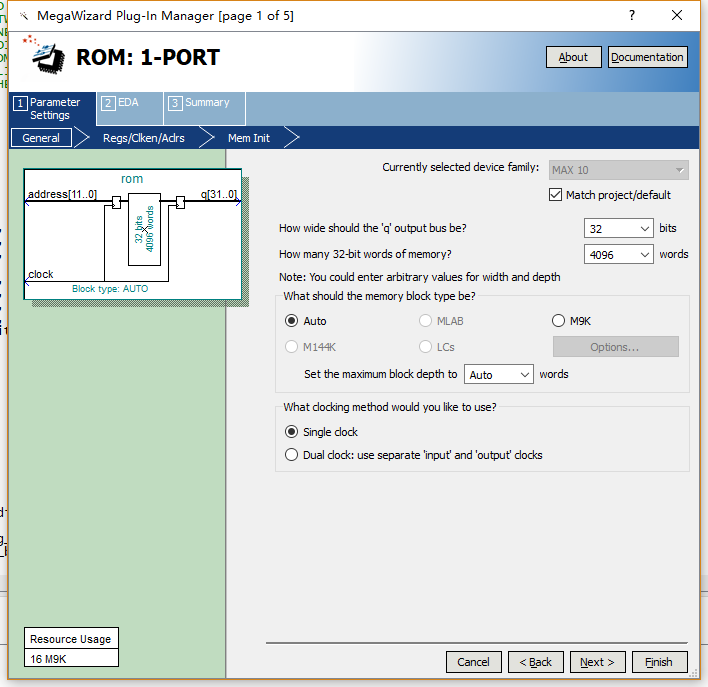 MegaWizard Plug-In Manager [page 1 of 5]
?
ROM: 1-PORT
About
Documentation
1 Parameter Settings
2 EDA
3 Summary
General
Regs/Clken/Aclrs
Mem Init
rom
address[11..0]
q[31..0]
32 bits
4096 words
clock
Block type: AUTO
Currently selected device family:
MAX 10
Match project/default
How wide should the 'q' output bus be?
32
bits
How many 32-bit words of memory?
4096
words
Note: You could enter arbitrary values for width and depth
What should the memory block type be?
Auto
MLAB
M9K
M144K
LCs
Options...
Set the maximum block depth to
Auto
words
What clocking method would you like to use?
Single clock
Dual clock: use separate 'input' and 'output' clocks
Resource Usage
16 M9K
Cancel
< Back
Next >
Finish